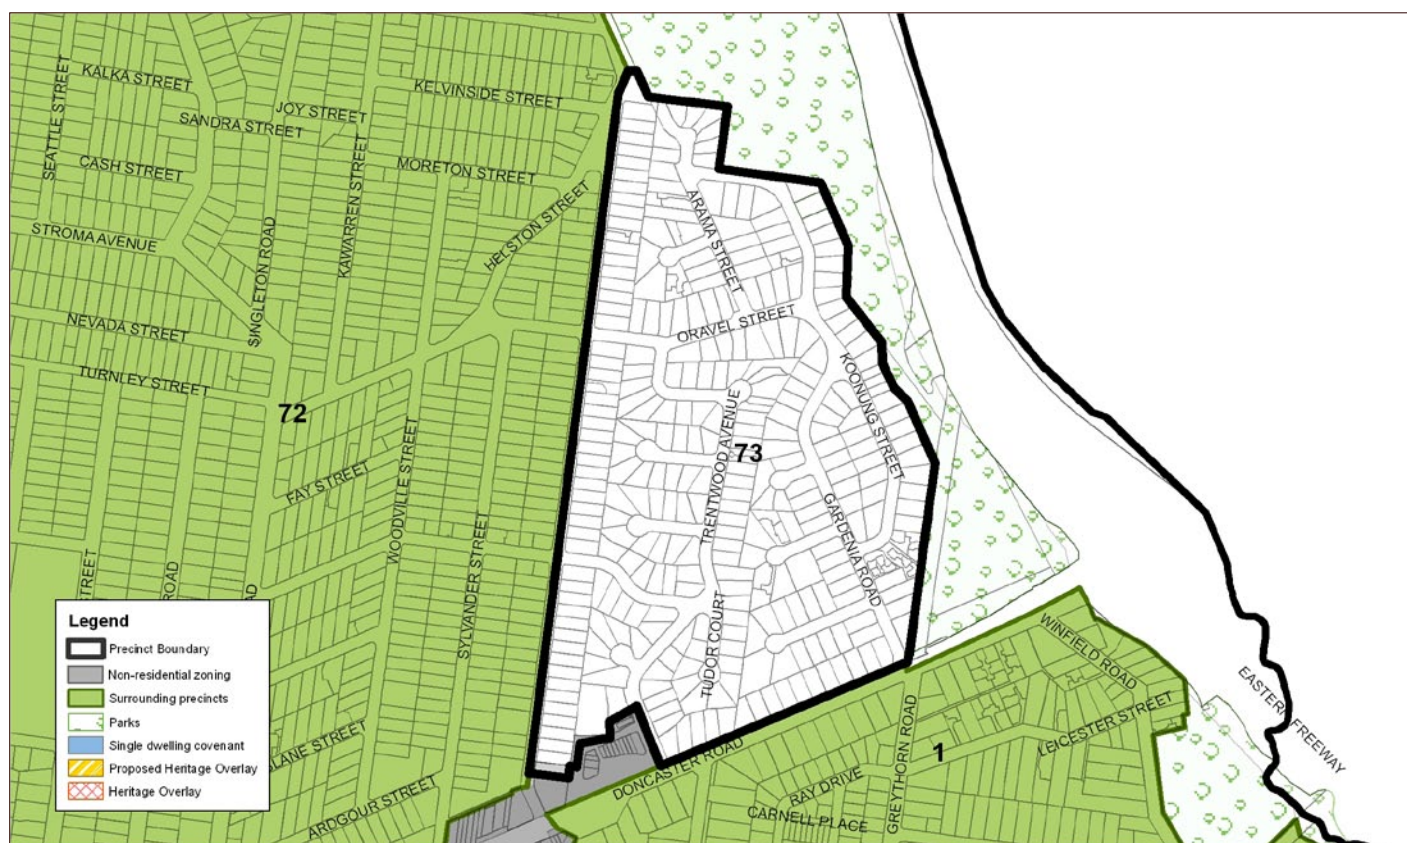 SEATTLE STREET
KALKA STREET
SANDRA STREET
JOY STREET
KELVINSIDE STREET
CASH STREET
KAWARREN STREET
MORETON STREET
HELSTON STREET
STROMA AVENUE
SINGLETON ROAD
ARAMA STREET
NEVADA STREET
ORAVEL STREET
TURNLEY STREET
KOONUNG STREET
72
TRENTWOOD AVENUE
73
FAY STREET
WOODVILLE STREET
GARDENIA ROAD
SYLVANDER STREET
STREET
ROAD
TUDOR COURT
WINFIELD ROAD
EASTERN FREEWAY
LEICESTER STREET
GREYTHORN ROAD
1
DONCASTER ROAD
RAY DRIVE
CARNELL PLACE
ARDGOUR STREET
STREET
Legend
Precinct Boundary
Non-residential zoning
Surrounding precincts
Parks
Single dwelling covenant
Proposed Heritage Overlay
Heritage Overlay